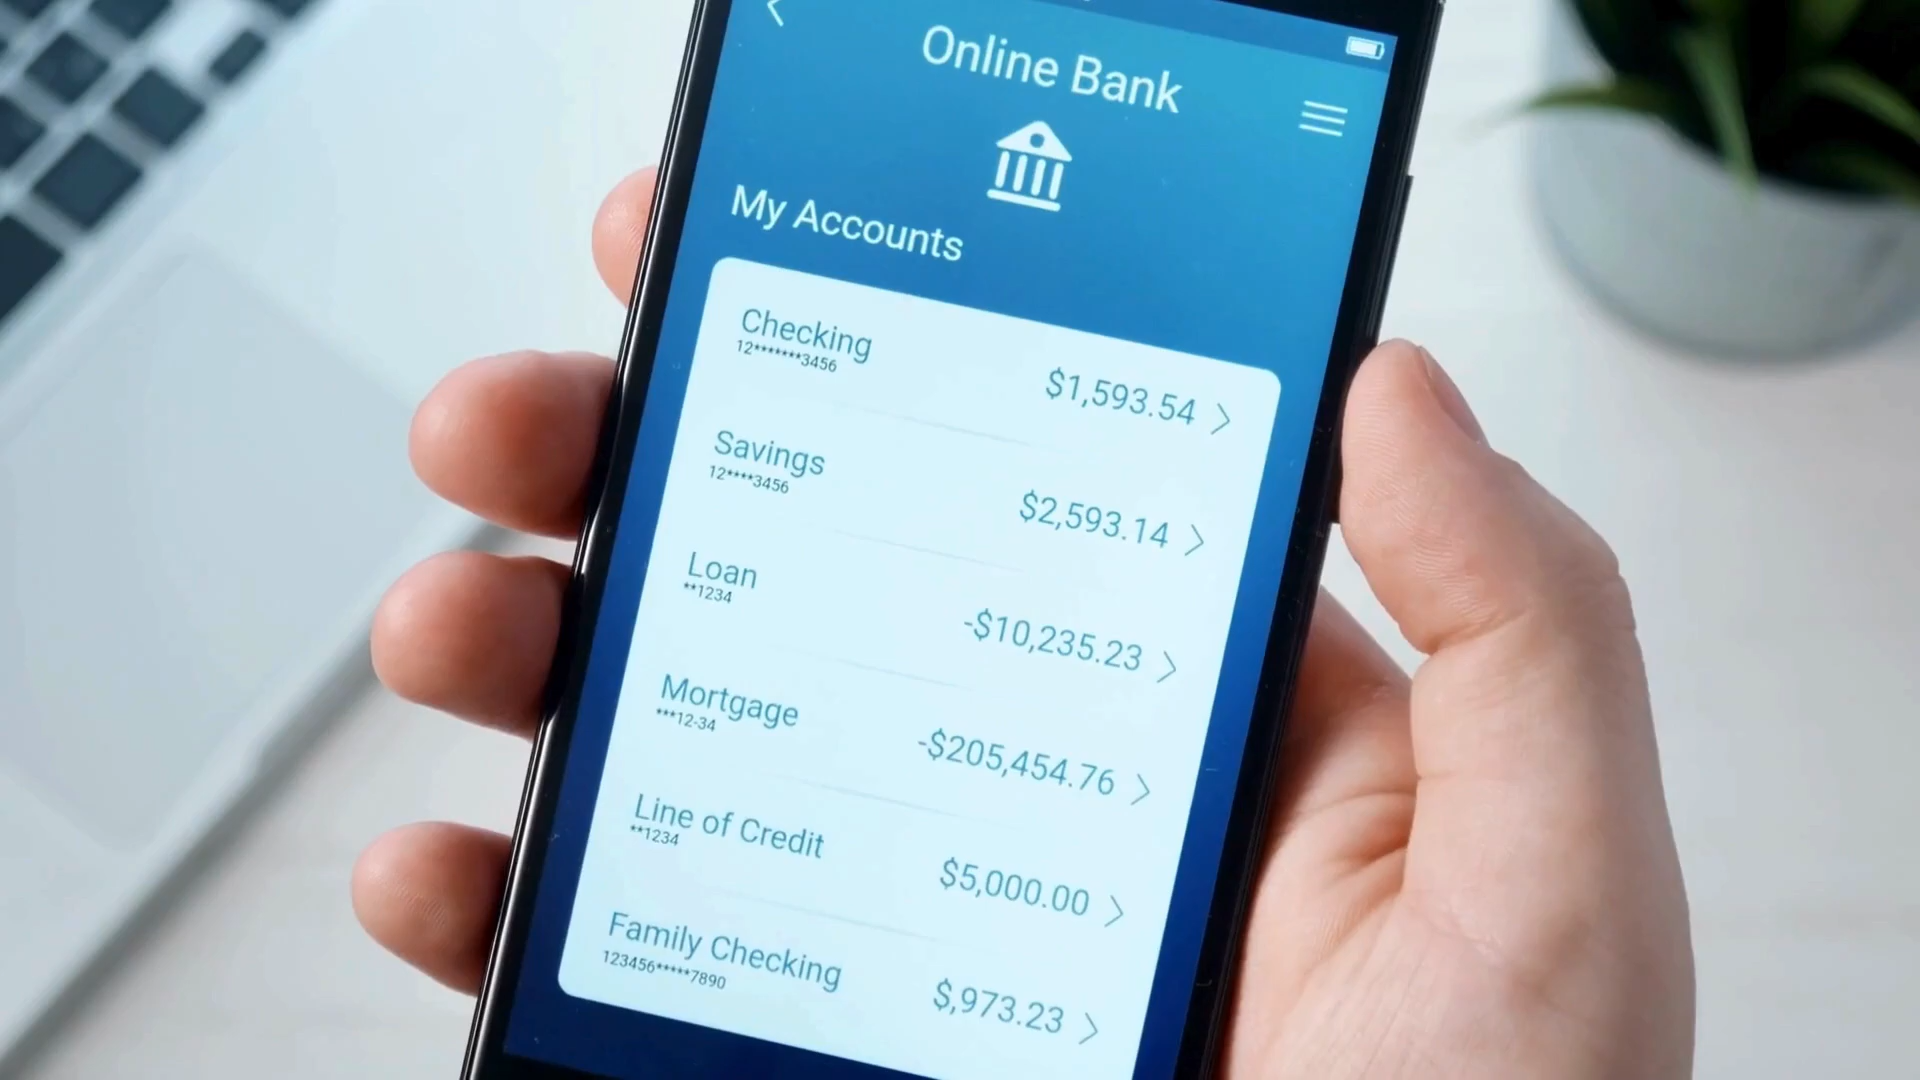 Online Bank
My Accounts
Checking
12*******3456
$1,593.54
Savings
12****3456
$2,593.14
Loan
**1234
-$10,235.23
Mortgage
***12-34
-$205,454.76
Line of Credit
**1234
$5,000.00
Family Checking
123456*****7890
$,973.23